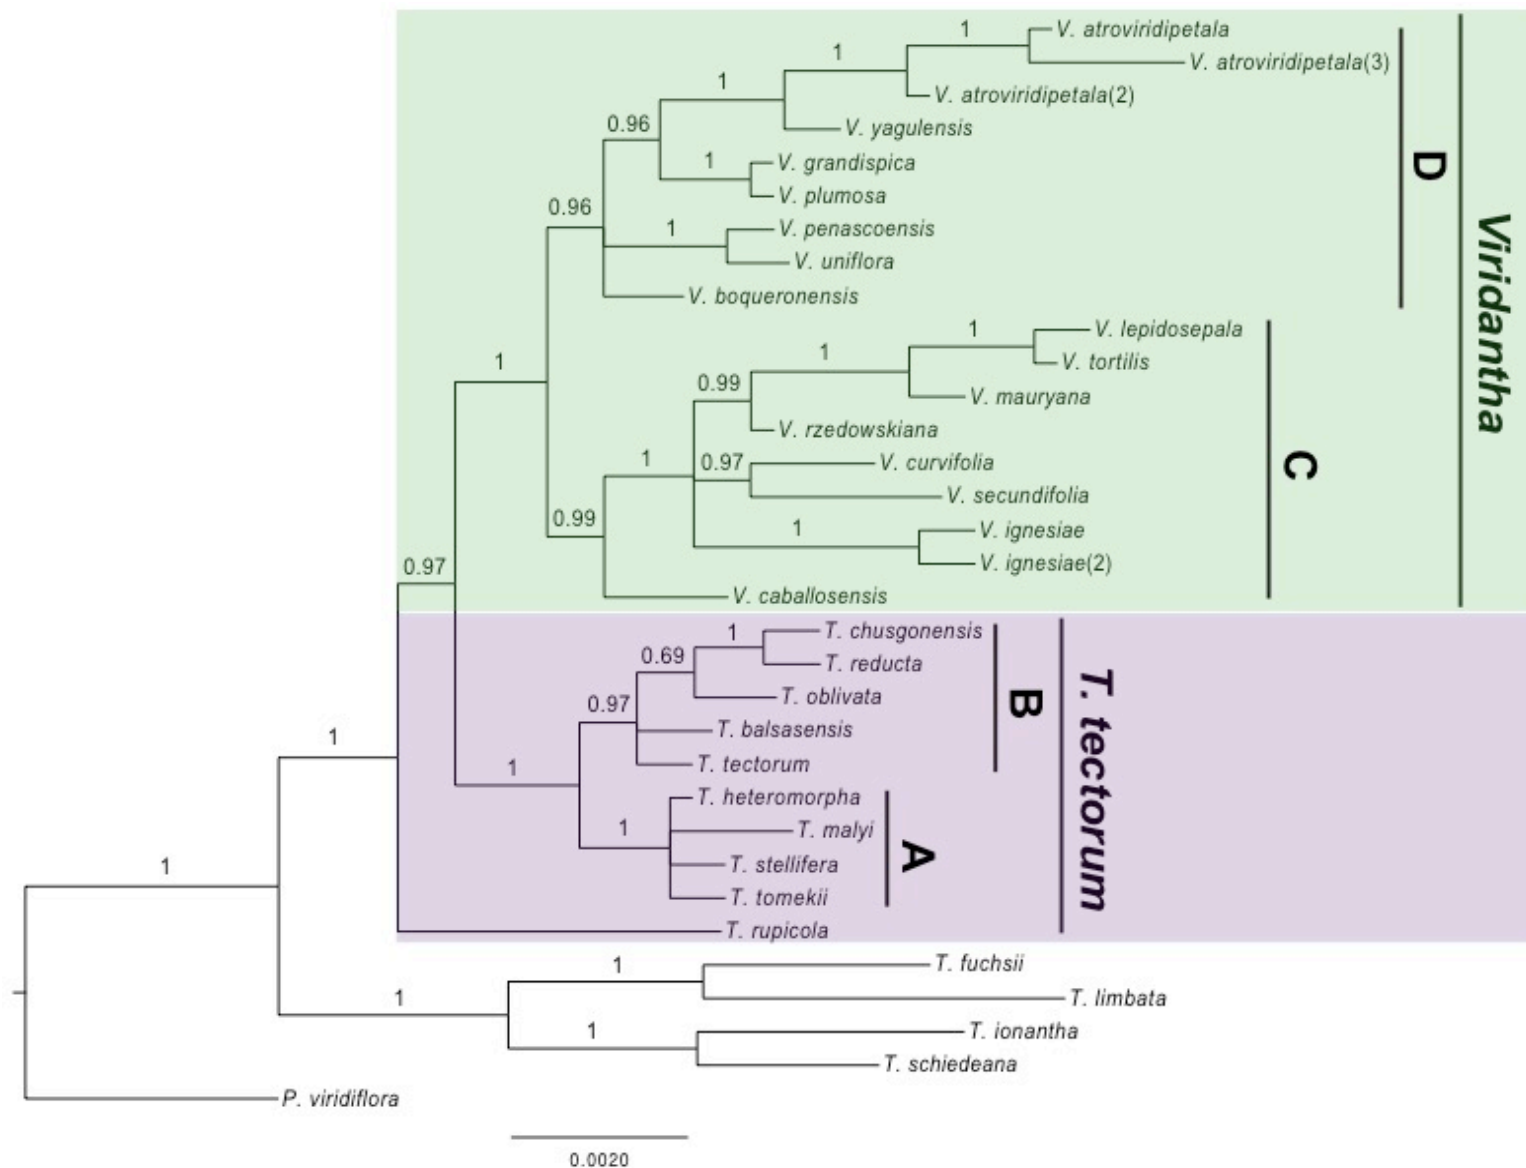 1
V. atroviridipetala
1
V. atroviridipetala(3)
1
V. atroviridipetala(2)
0.96
V. yagulensis
1
V. grandispica
V. plumosa
D
0.96
1
V. penascoensis
V. uniflora
V. boqueronensis
Viridantha
1
V. lepidosepala
1
V. tortilis
1
0.99
V. mauryana
V. rzedowskiana
1
0.97
V. curvifolia
C
V. secundifolia
0.99
1
V. ignesiae
V. ignesiae(2)
0.97
V. caballosensis
1
T. chusgonensis
0.69
T. reducta
0.97
T. oblivata
B
T. balsasensis
1
T. tectorum
T. tectorum
T. heteromorpha
1
T. malyi
A
T. stellifera
T. tomekii
1
T. rupicola
1
1
T. fuchsii
1
T. limbata
1
T. ionantha
T. schiedeana
P. viridiflora
0.0020